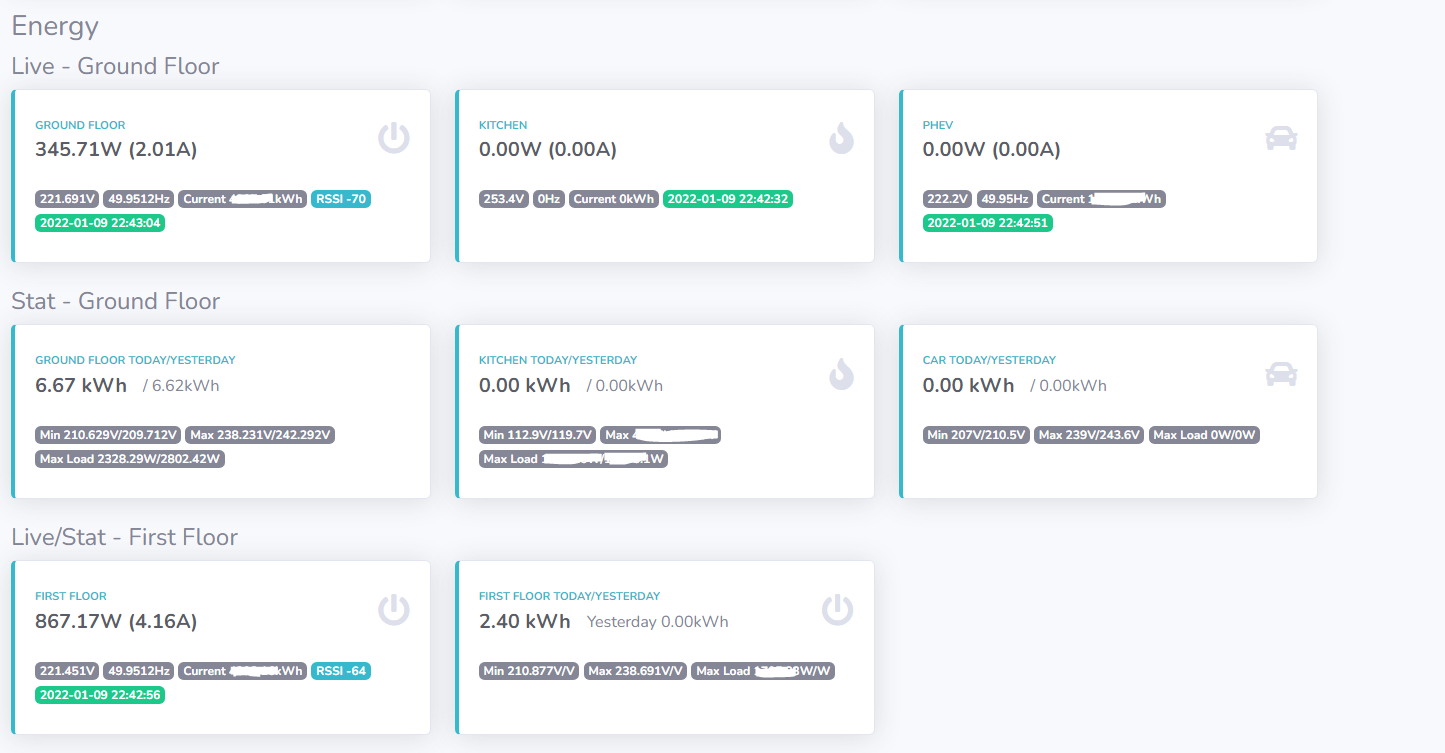 Energy
Live - Ground Floor
GROUND FLOOR
345.71W (2.01A)
221.691V 49.9512Hz Current kWh RSSI -70
2022-01-09 22:43:04
KITCHEN
0.00W (0.00A)
253.4V 0Hz Current 0kWh 2022-01-09 22:42:32
PHEV
0.00W (0.00A)
222.2V 49.95Hz Current
2022-01-09 22:42:51
Stat - Ground Floor
GROUND FLOOR TODAY/YESTERDAY
6.67 kWh / 6.62kWh
Min 210.629V/209.712V Max 238.231V/242.292V
Max Load 2328.29W/2802.42W
KITCHEN TODAY/YESTERDAY
0.00 kWh / 0.00kWh
Min 112.9V/119.7V Max
Max Load
CAR TODAY/YESTERDAY
0.00 kWh / 0.00kWh
Min 207V/210.5V Max 239V/243.6V Max Load 0W/0W
Live/Stat - First Floor
FIRST FLOOR
867.17W (4.16A)
221.451V 49.9512Hz Current kWh RSSI -64
2022-01-09 22:42:56
FIRST FLOOR TODAY/YESTERDAY
2.40 kWh Yesterday 0.00kWh
Min 210.877V/V Max 238.691V/V Max Load W/W